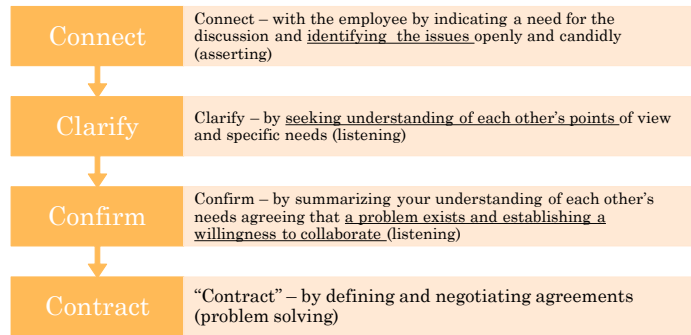 Connect
Connect – with the employee by indicating a need for the
discussion and identifying the issues openly and candidly
(asserting)
Clarify
Clarify – by seeking understanding of each other's points of view
and specific needs (listening)
Confirm
Confirm – by summarizing your understanding of each other's
needs agreeing that a problem exists and establishing a
willingness to collaborate (listening)
Contract
“Contract” – by defining and negotiating agreements
(problem solving)